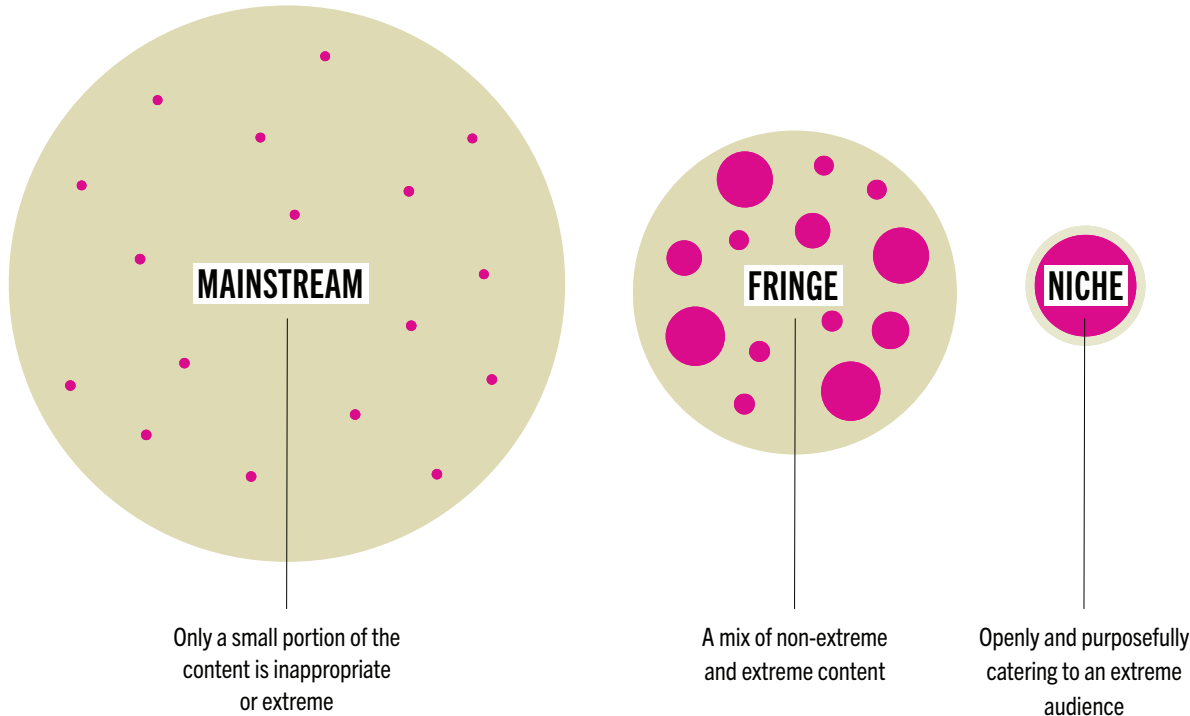 MAINSTREAM
FRINGE
NICHE
Only a small portion of the
content is inappropriate
or extreme
A mix of non-extreme
and extreme content
Openly and purposefully
catering to an extreme
audience